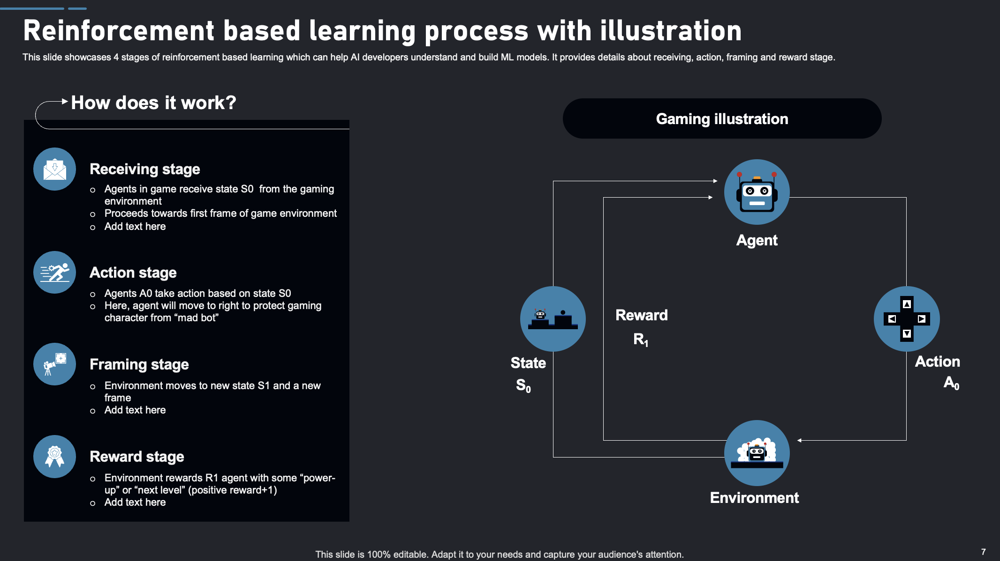 Reinforcement based learning process with illustration
This slide showcases 4 stages of reinforcement based learning which can help AI developers understand and build ML models. It provides details about receiving, action, framing and reward stage.
How does it work?
Receiving stage
Agents in game receive state S0  from the gaming
environment
Proceeds towards first frame of game environment
Add text here
Action stage
Agents A0 take action based on state S0
Here, agent will move to right to protect gaming
character from “mad bot”
Framing stage
Environment moves to new state S1 and a new
frame
Add text here
Reward stage
Environment rewards R1 agent with some “power-
up” or “next level” (positive reward+1)
Add text here
Gaming illustration
Agent
Reward
R₁
State
S₀
Action
A₀
Environment
This slide is 100% editable. Adapt it to your needs and capture your audience's attention.
7